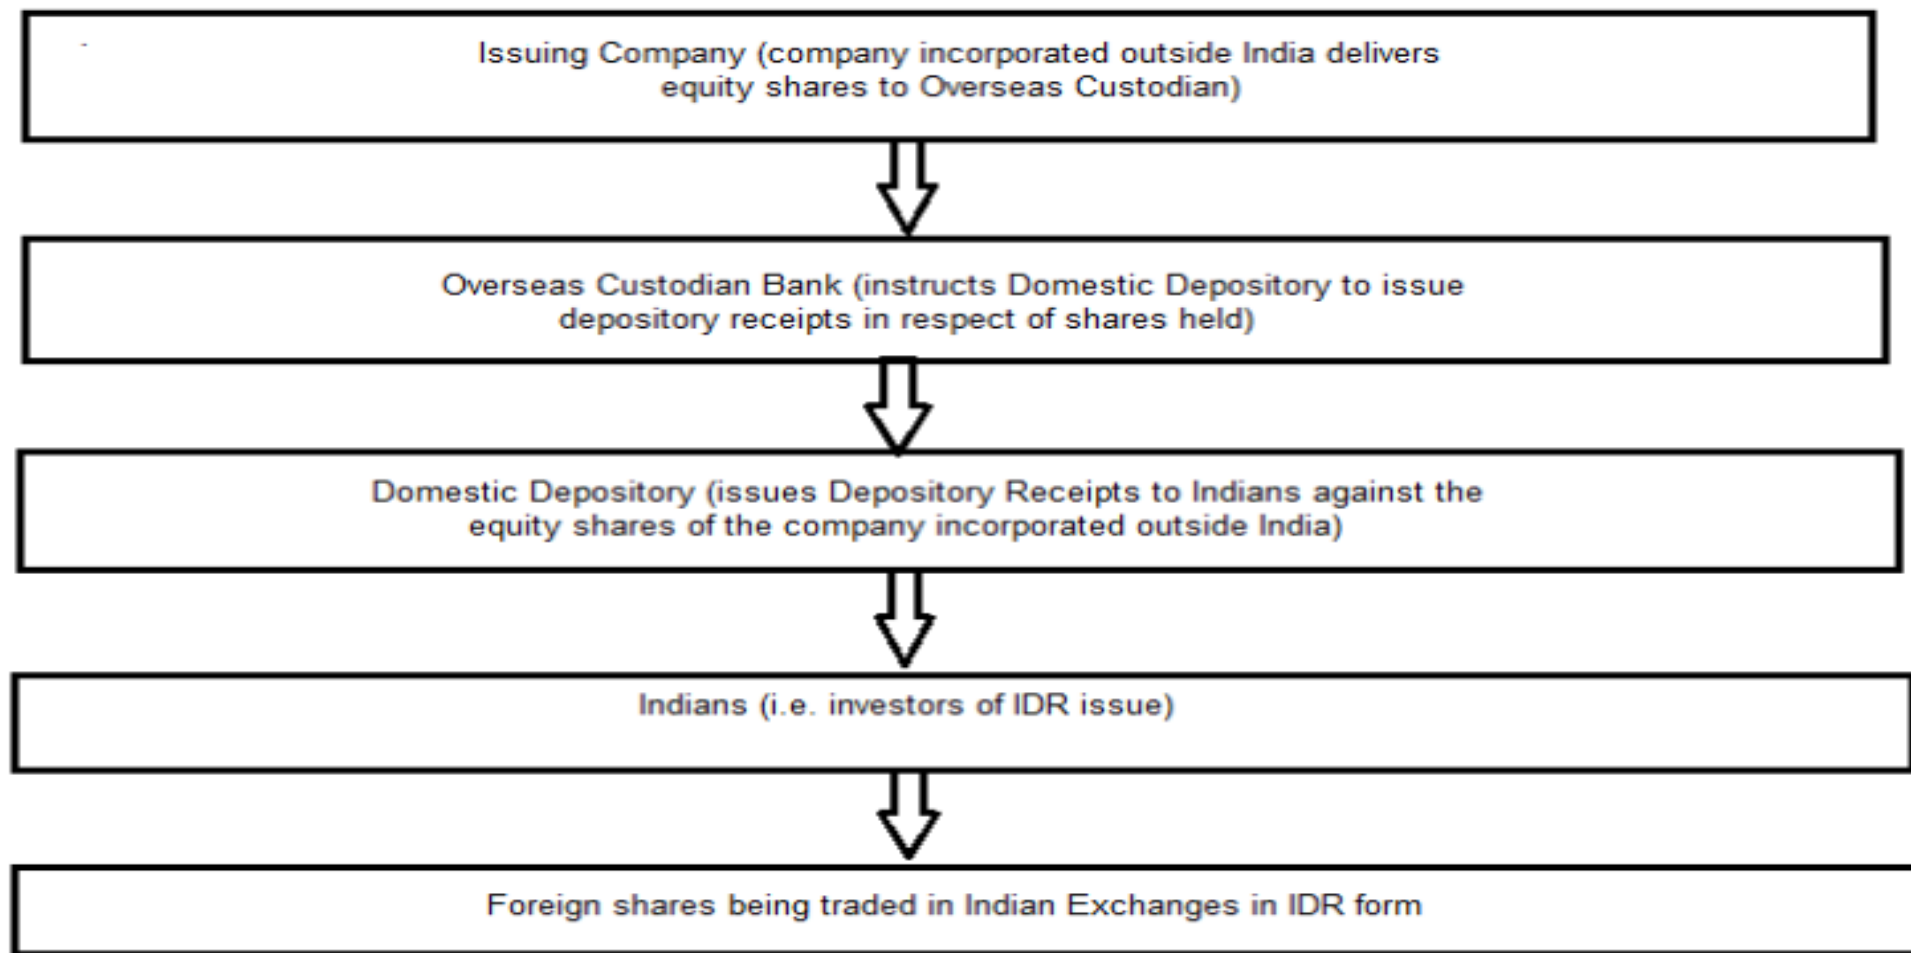 Issuing Company (company incorporated outside India delivers
equity shares to Overseas Custodian)
Overseas Custodian Bank (instructs Domestic Depository to issue
depository receipts in respect of shares held)
Domestic Depository (issues Depository Receipts to Indians against the
equity shares of the company incorporated outside India)
Indians (i.e. investors of IDR issue)
Foreign shares being traded in Indian Exchanges in IDR form